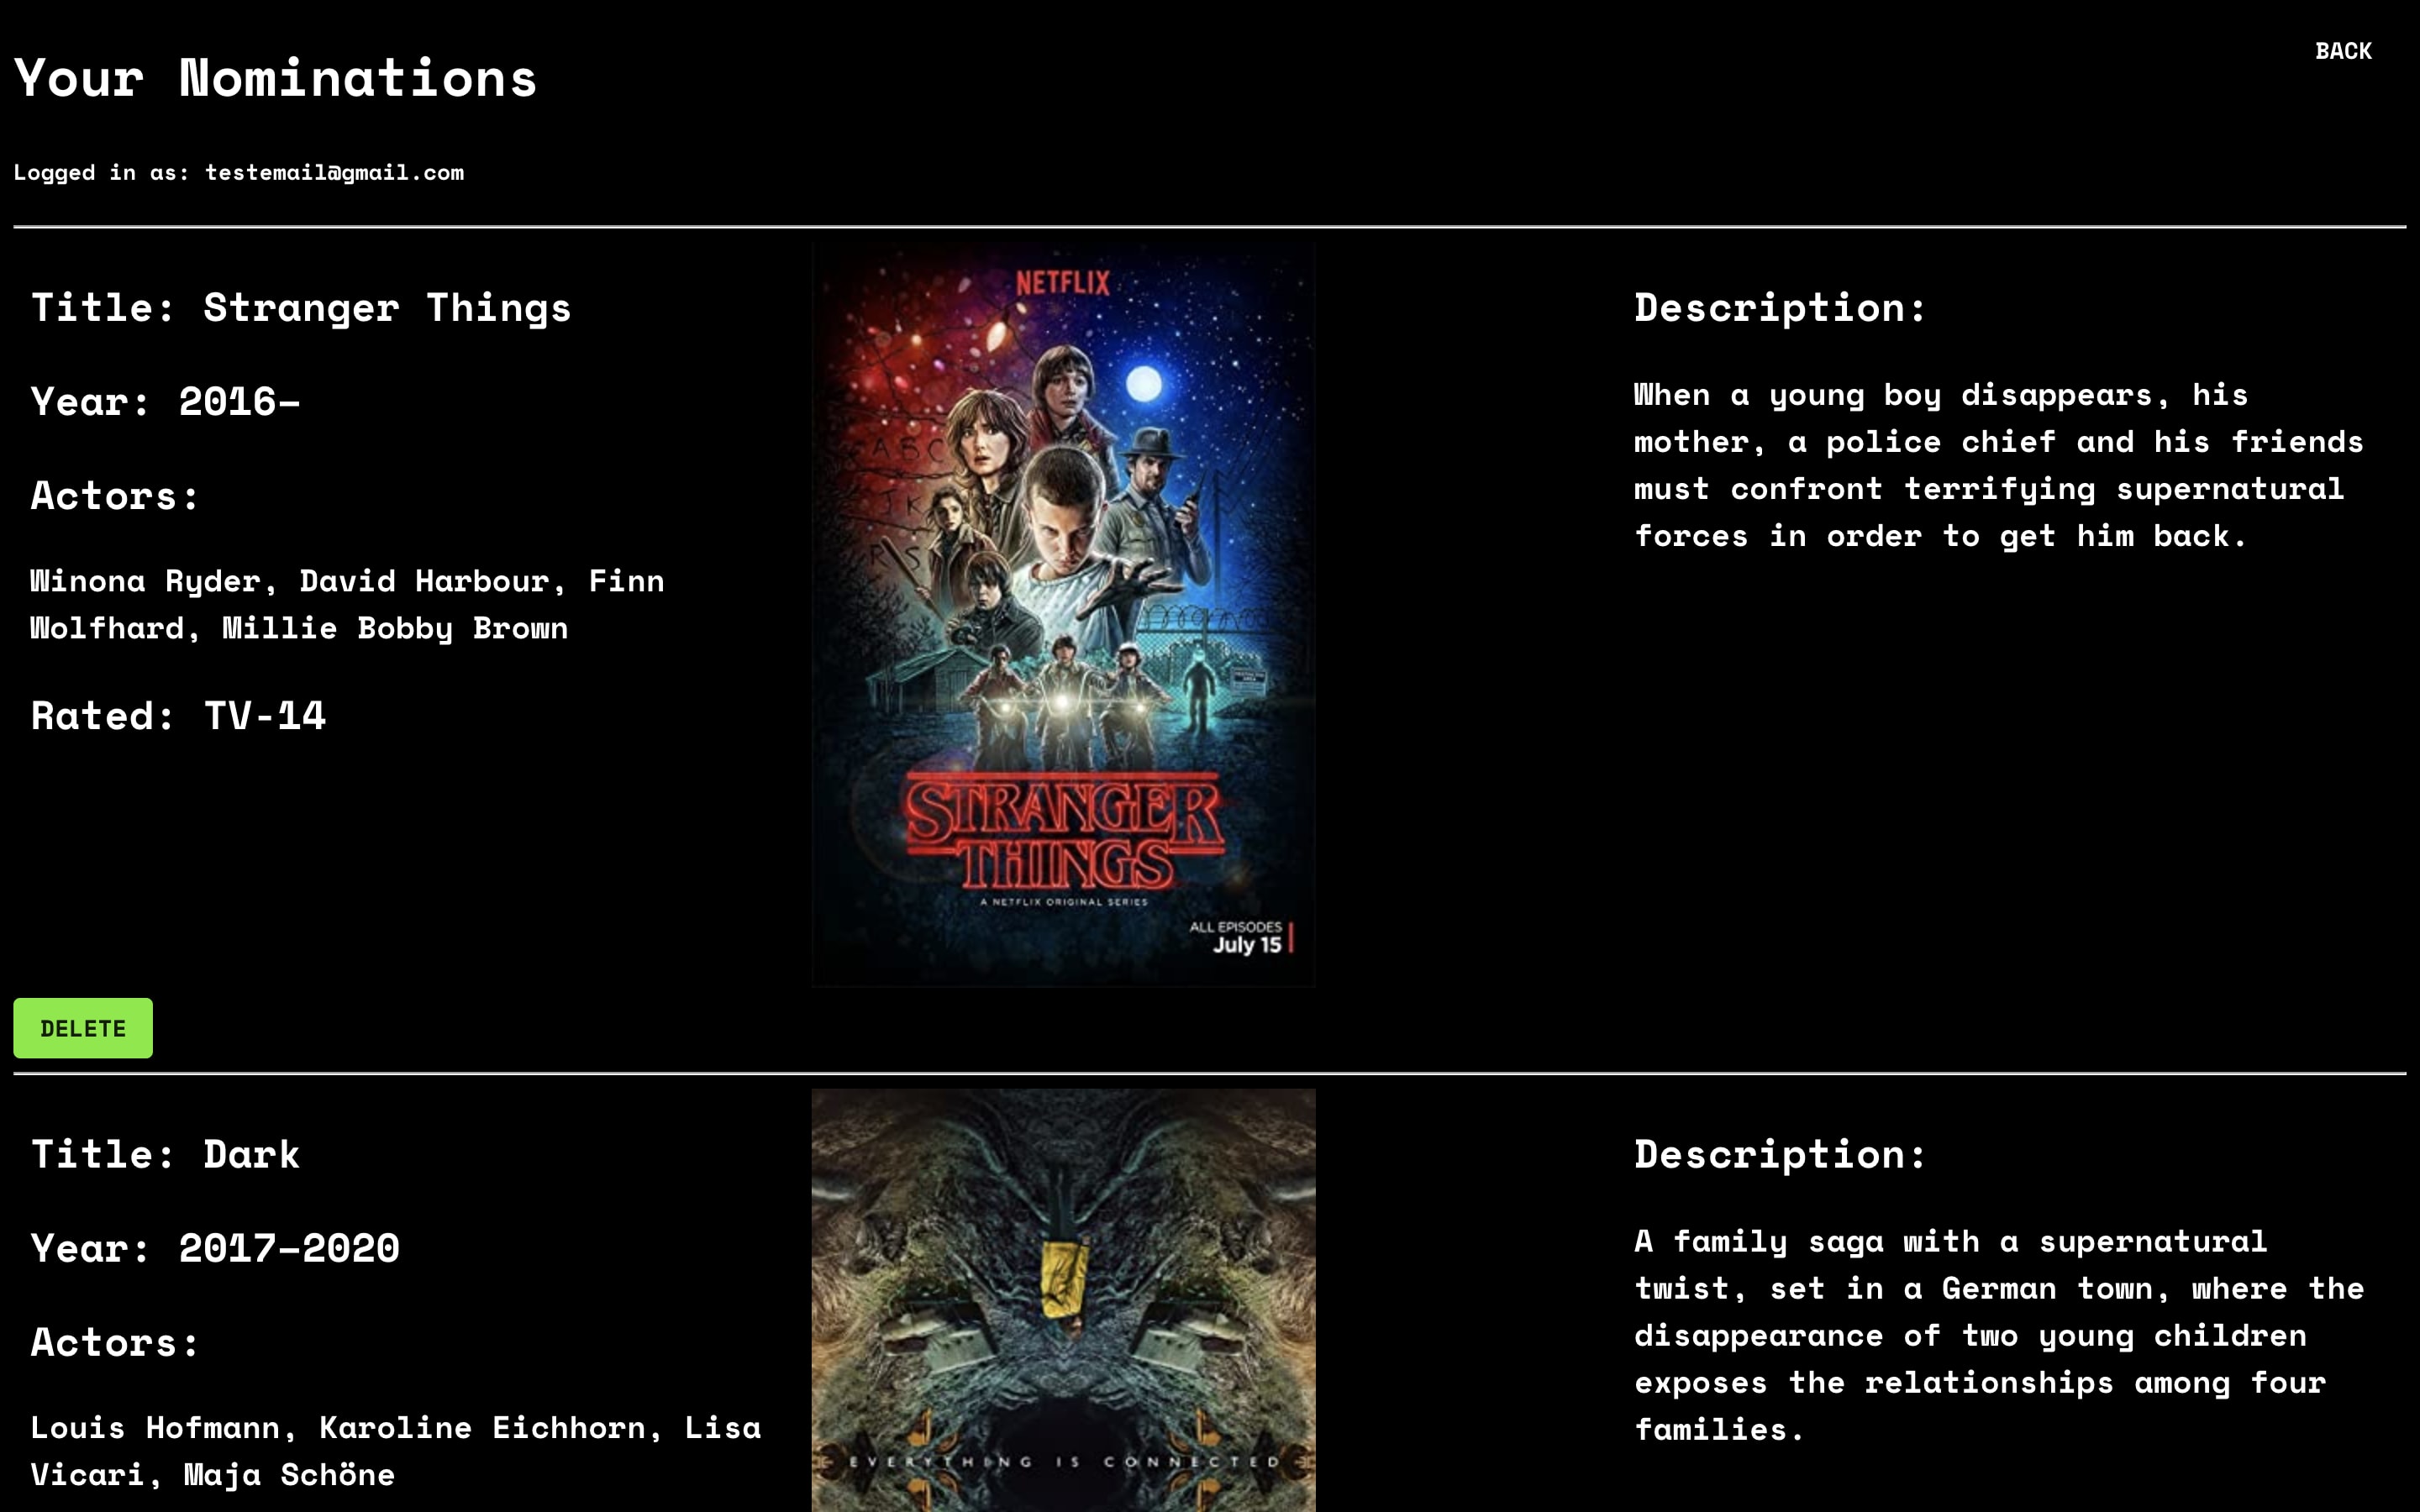 Your Nominations
BACK
Logged in as: testemail@gmail.com
Title: Stranger Things
Year: 2016–
Actors:
Winona Ryder, David Harbour, Finn
Wolfhard, Millie Bobby Brown
Rated: TV-14
NETFLIX
A B C
J K
R S
STRANGER
THINGS
A NETFLIX ORIGINAL SERIES
ALL EPISODES
July 15
Description:
When a young boy disappears, his
mother, a police chief and his friends
must confront terrifying supernatural
forces in order to get him back.
DELETE
Title: Dark
Year: 2017–2020
Actors:
Louis Hofmann, Karoline Eichhorn, Lisa
Vicari, Maja Schöne
EVERYTHING IS CONNECTED
Description:
A family saga with a supernatural
twist, set in a German town, where the
disappearance of two young children
exposes the relationships among four
families.